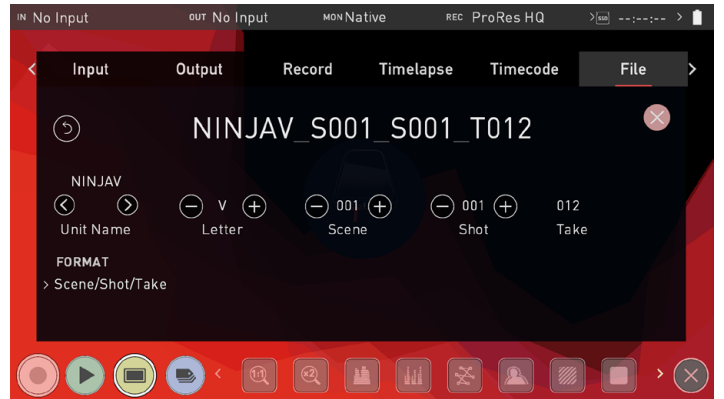 IN No Input OUT No Input MON Native REC ProRes HQ SSD --:--:--
Input Output Record Timelapse Timecode File
NINJAV_S001_S001_T012
NINJAV
V 001 001 012
Unit Name Letter Scene Shot Take
FORMAT
Scene/Shot/Take
1:1 x2